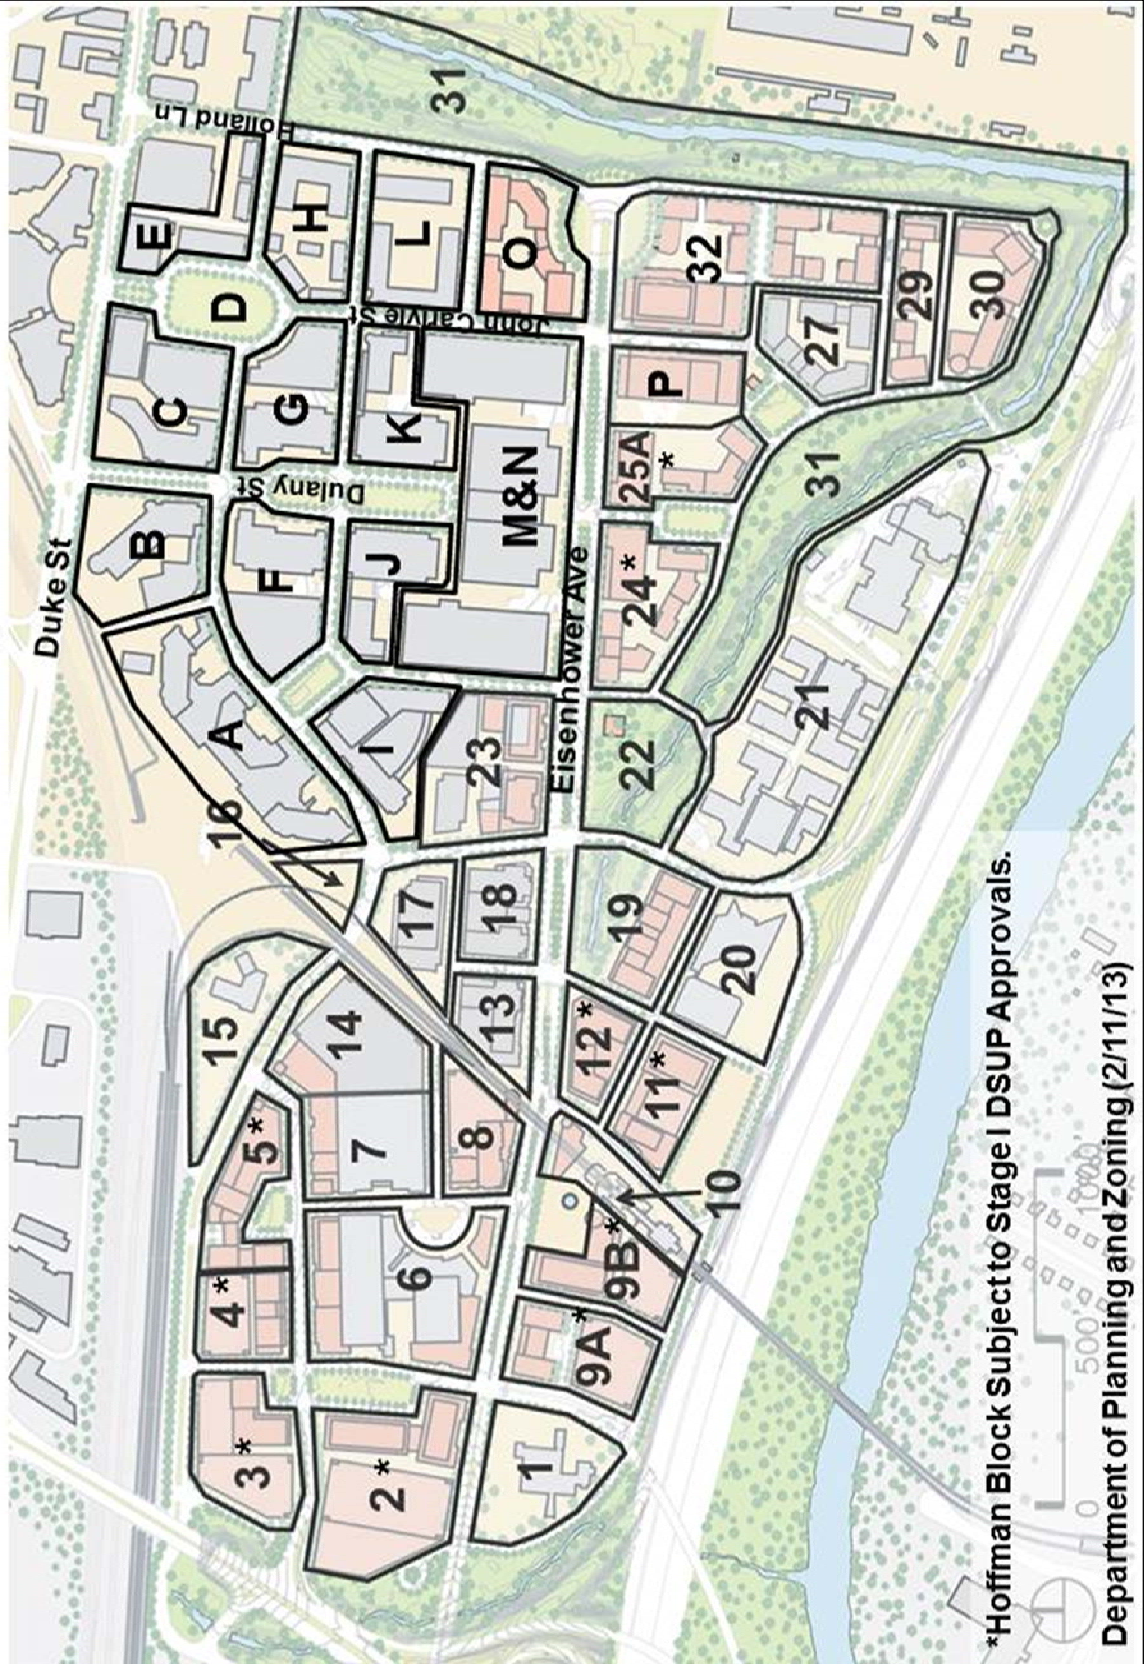 Duke St
Holland Ln
E
B
C
D
16
A
15
5*
4*
3*
F
G
H
Dulany St
John Carlyle St
14
7
6
2*
I
J
K
L
17
31
8
23
18
13
M&N
O
1
Eisenhower Ave
12*
9A*
9B*
19
22
24*
25A*
11*
P
32
10
20
21
31
27
29
30
*Hoffman Block Subject to Stage I DSUP Approvals.
0 500 1000
Department of Planning and Zoning (2/11/13)